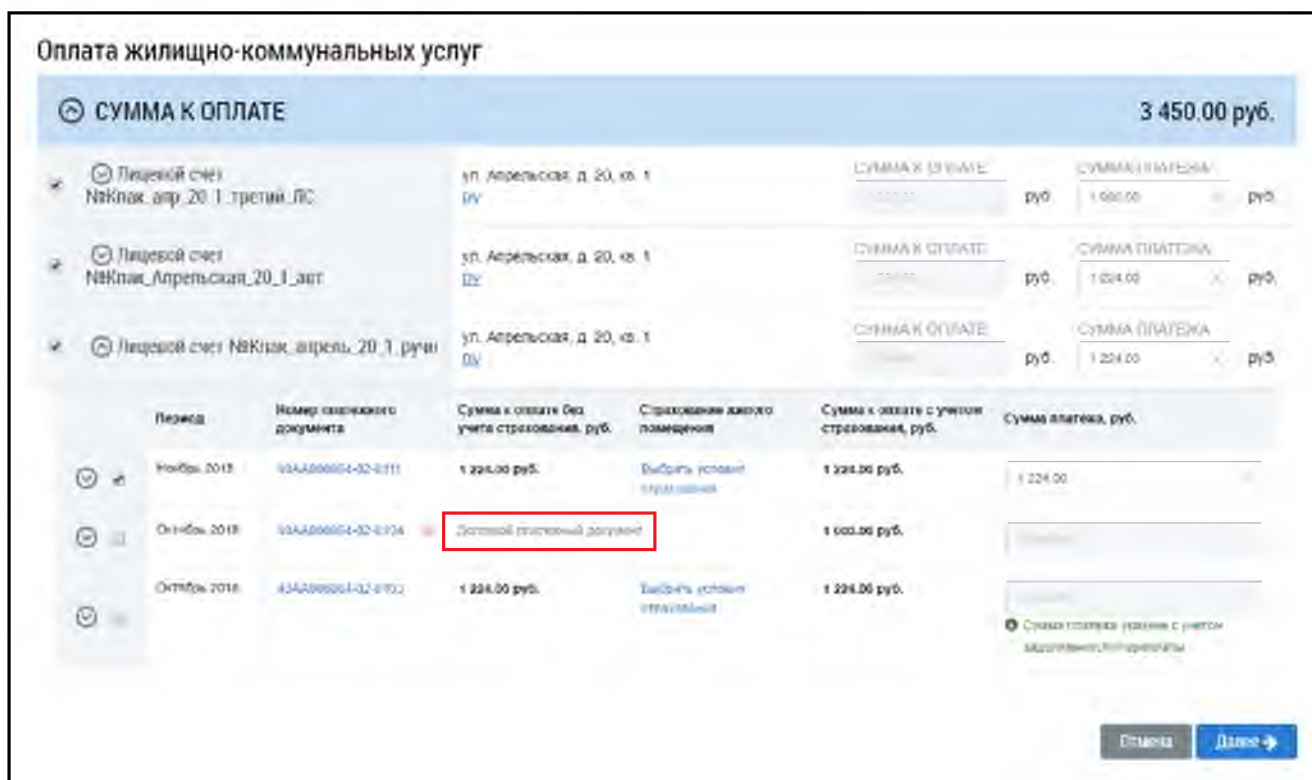 Оплата жилищно-коммунальных услуг
СУММА К ОПЛАТЕ 3 450.00 руб.
Лицевой счет ул. Апрельская, д. 20, кв. 1 СУММА К ОПЛАТЕ СУММА ПЛАТЕЖА
№Кпак_апр_20_1_третий_ЛС руб. руб.
Лицевой счет ул. Апрельская, д. 20, кв. 1 СУММА К ОПЛАТЕ СУММА ПЛАТЕЖА
№Кпак_Апрельская_20_1_авт руб. руб.
Лицевой счет №Кпак_апрель_20_1_ручн ул. Апрельская, д. 20, кв. 1 СУММА К ОПЛАТЕ СУММА ПЛАТЕЖА
руб. 1 224.00 руб.
Период Номер платежного документа Сумма к оплате без учета страхования, руб. Страхование жилого помещения Сумма к оплате с учетом страхования, руб. Сумма платежа, руб.
Ноябрь 2018 1 224.00 руб. Выбрать условия страхования 1 224.00 руб. 1 224.00
Октябрь 2018 Долговой платежный документ 1 000.00 руб.
Октябрь 2018 1 224.00 руб. Выбрать условия страхования 1 224.00 руб.
Сумма платежа указана с учетом
Отмена Далее